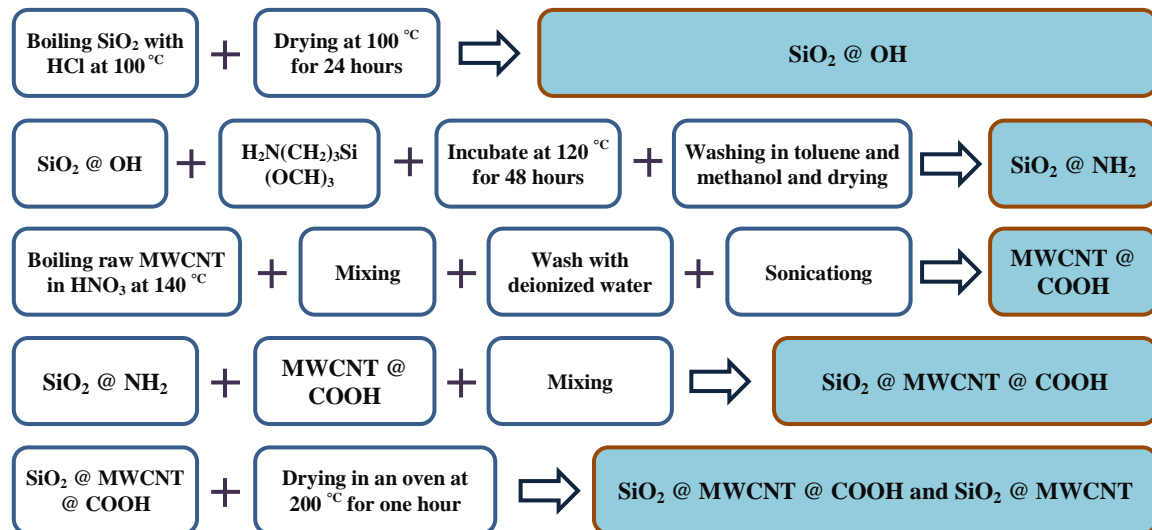 Boiling SiO₂ with
HCl at 100 °C
Drying at 100 °C
for 24 hours
SiO₂ @ OH
SiO₂ @ OH
H₂N(CH₂)₃Si
(OCH)₃
Incubate at 120 °C
for 48 hours
Washing in toluene and
methanol and drying
SiO₂ @ NH₂
Boiling raw MWCNT
in HNO₃ at 140 °C
Mixing
Wash with
deionized water
Sonicationg
MWCNT @
COOH
SiO₂ @ NH₂
MWCNT @
COOH
Mixing
SiO₂ @ MWCNT @ COOH
SiO₂ @ MWCNT
@ COOH
Drying in an oven at
200 °C for one hour
SiO₂ @ MWCNT @ COOH and SiO₂ @ MWCNT